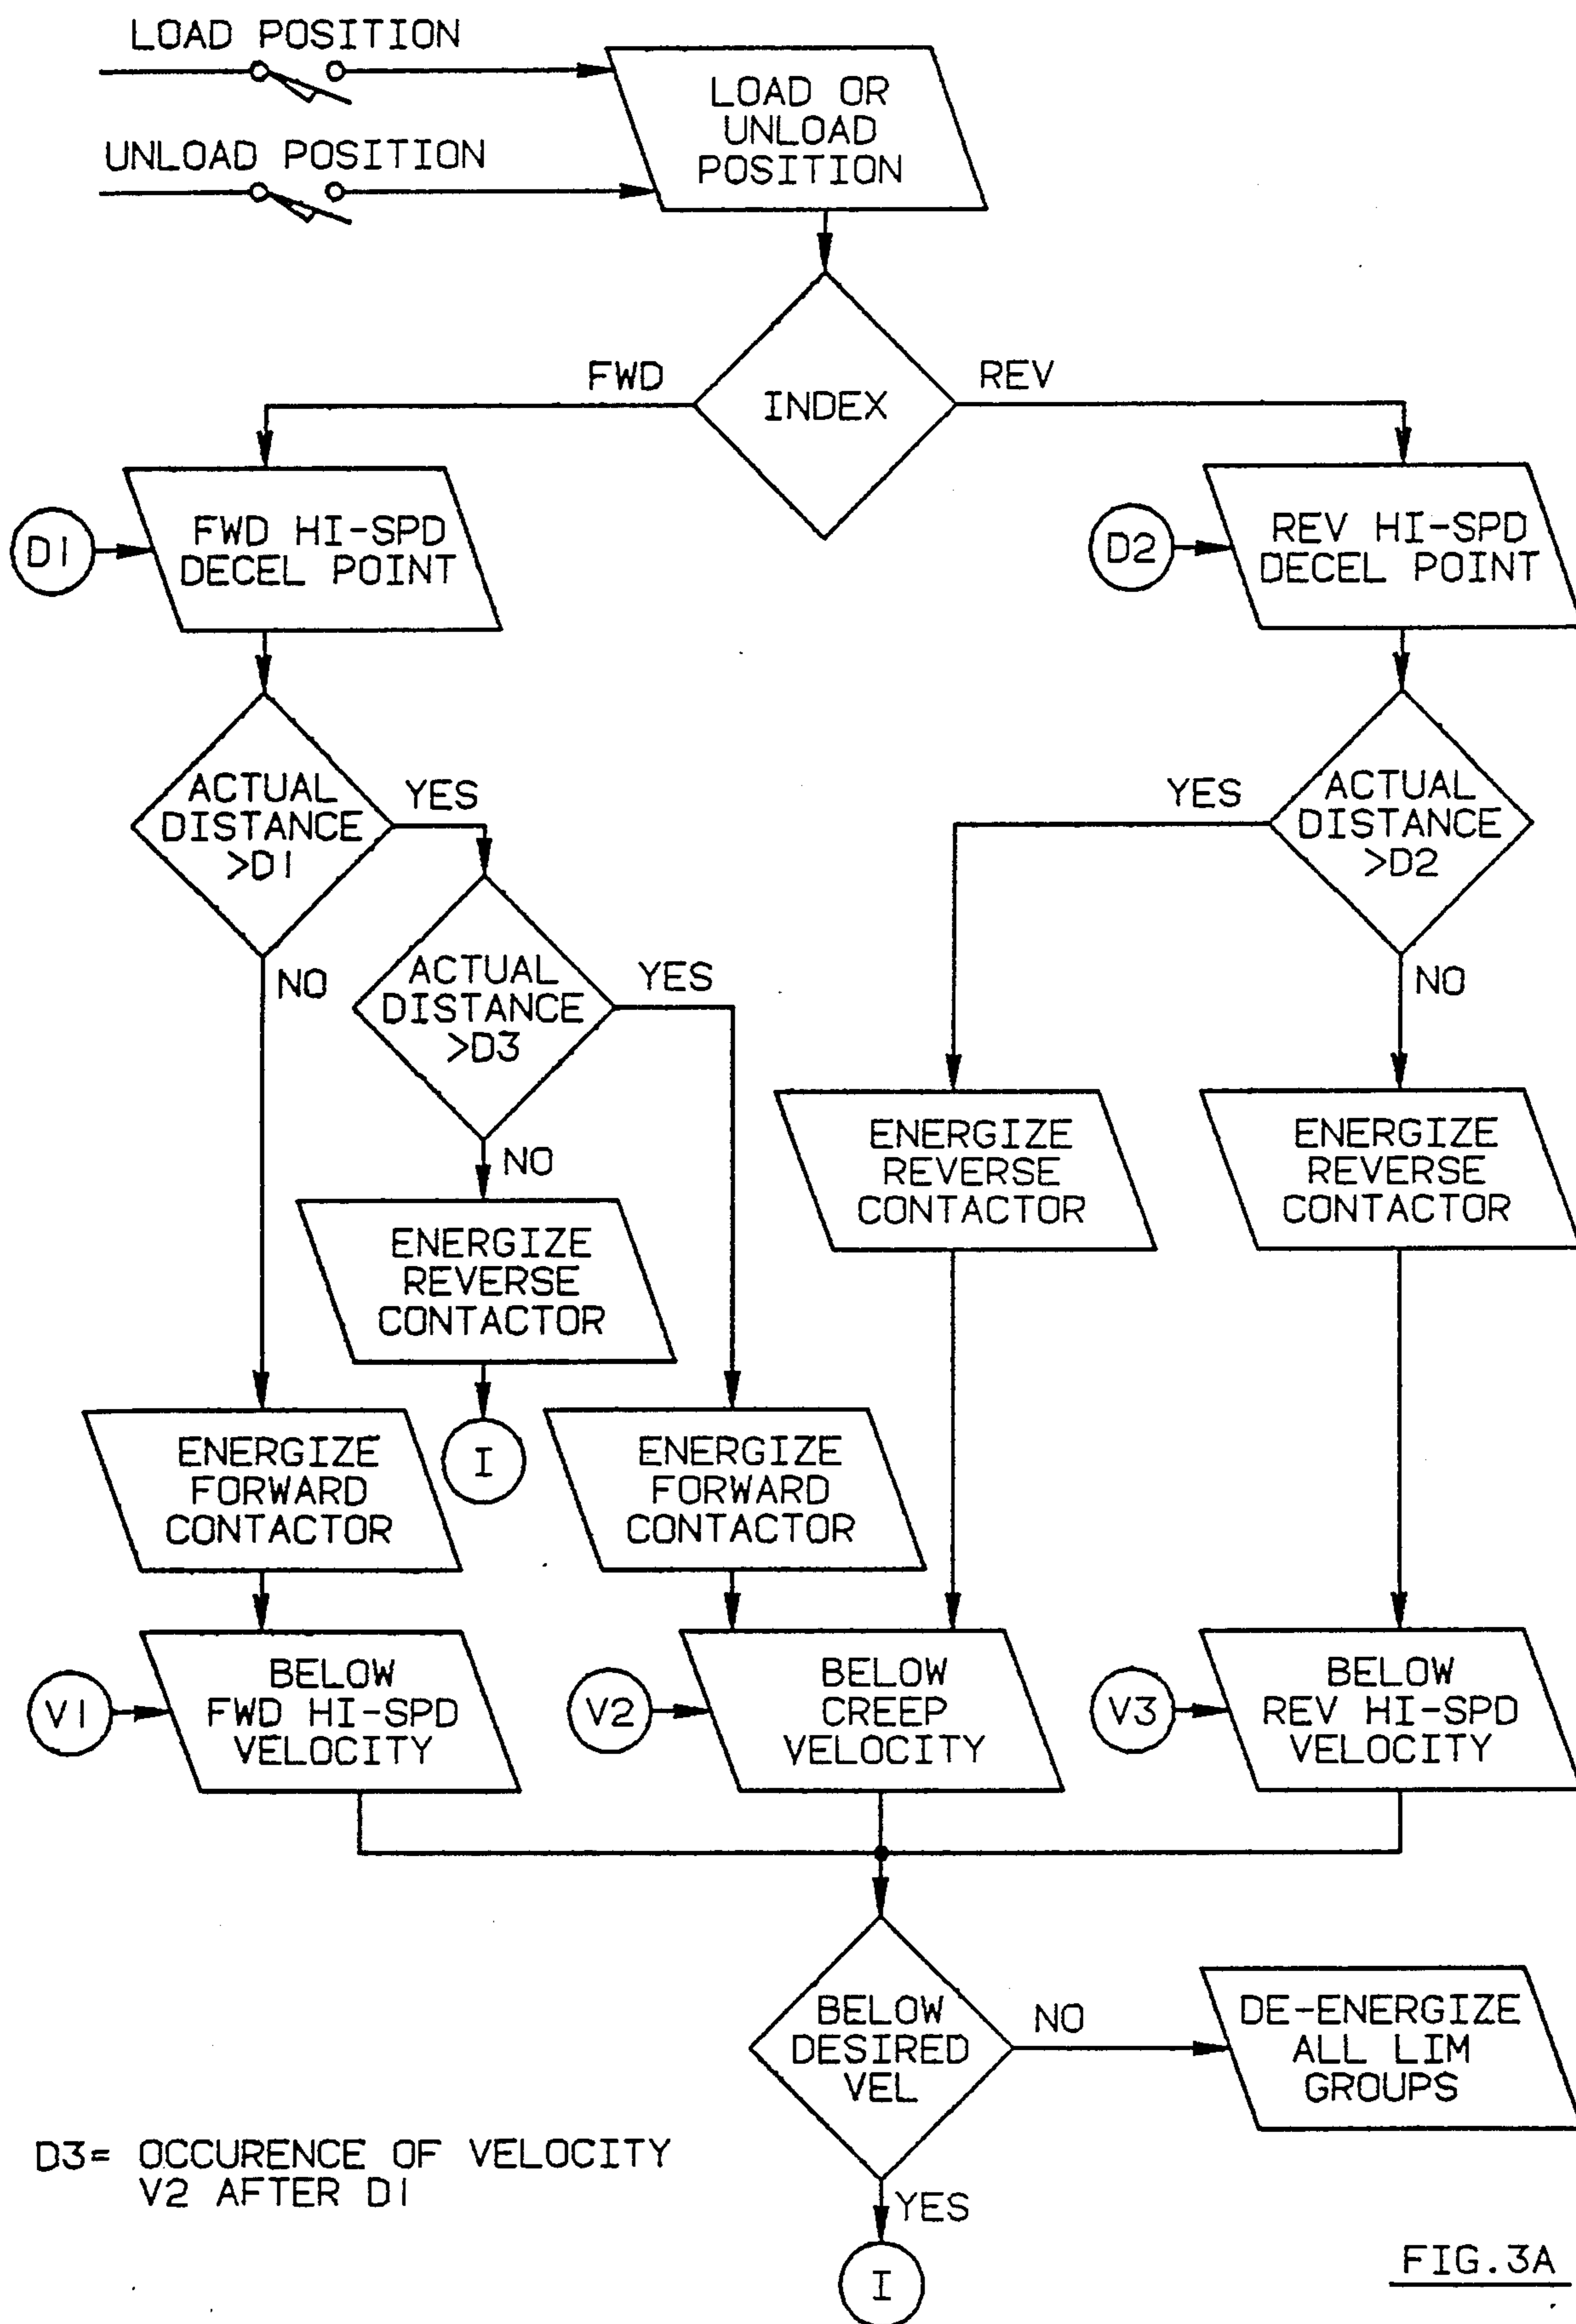 LOAD POSITION
UNLOAD POSITION
LOAD OR
UNLOAD
POSITION
FWD
INDEX
REV
D1
FWD HI-SPD
DECEL POINT
D2
REV HI-SPD
DECEL POINT
ACTUAL
DISTANCE
>D1
YES
NO
ACTUAL
DISTANCE
>D3
YES
NO
YES
ACTUAL
DISTANCE
>D2
NO
ENERGIZE
REVERSE
CONTACTOR
ENERGIZE
REVERSE
CONTACTOR
ENERGIZE
REVERSE
CONTACTOR
I
ENERGIZE
FORWARD
CONTACTOR
ENERGIZE
FORWARD
CONTACTOR
V1
BELOW
FWD HI-SPD
VELOCITY
V2
BELOW
CREEP
VELOCITY
V3
BELOW
REV HI-SPD
VELOCITY
BELOW
DESIRED
VEL
NO
DE-ENERGIZE
ALL LIM
GROUPS
YES
I
D3= OCCURENCE OF VELOCITY
V2 AFTER D1
FIG.3A